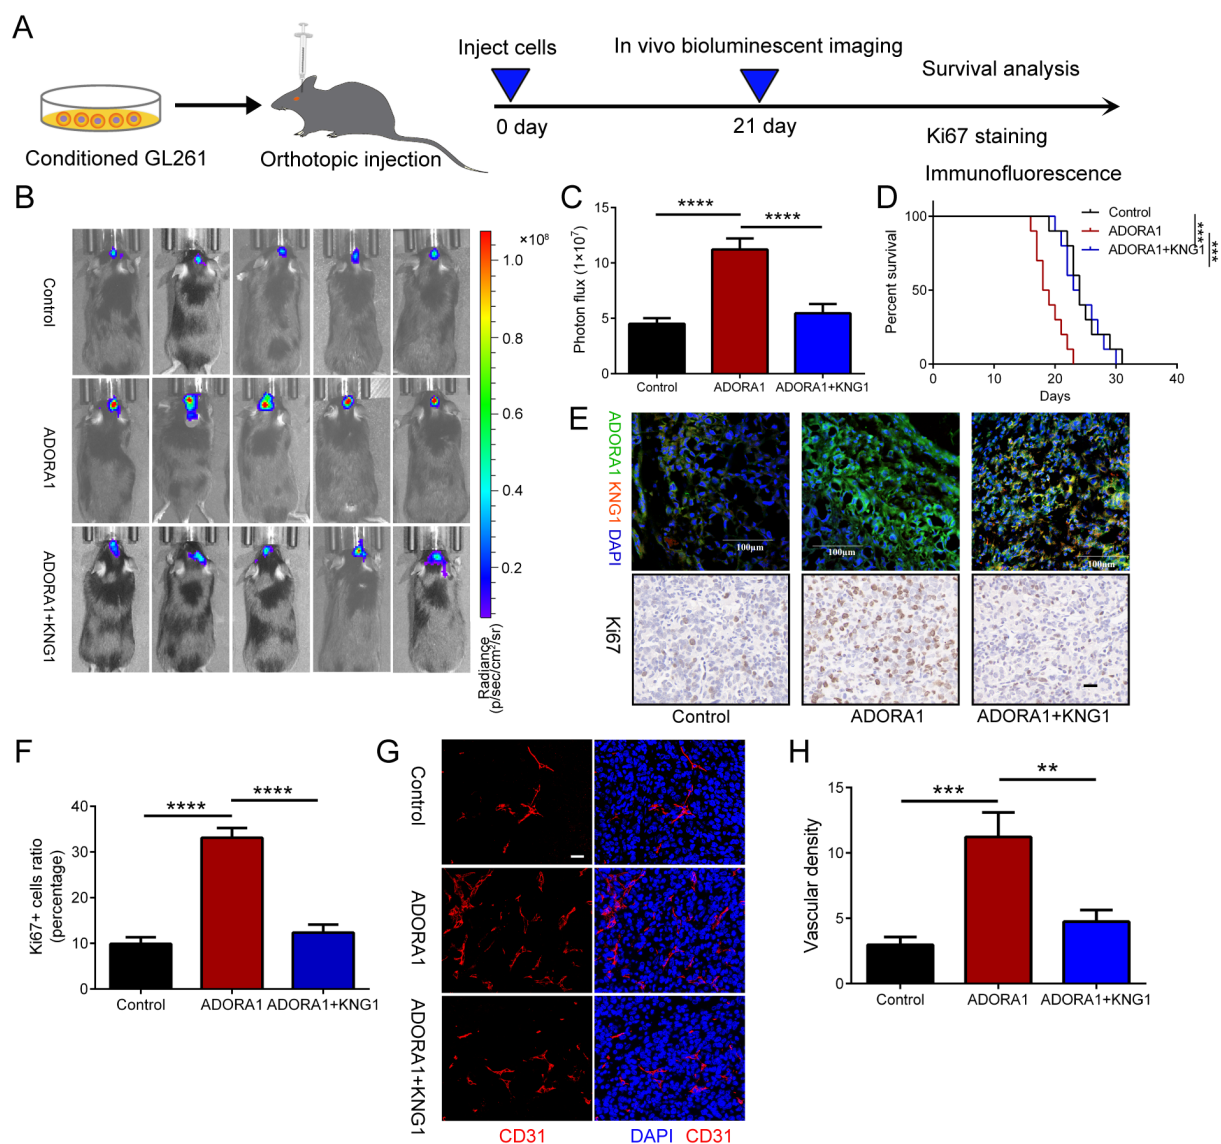 A
Inject cells
In vivo bioluminescent imaging
Survival analysis
0 day
21 day
Ki67 staining
Immunofluorescence
Conditioned GL261
Orthotopic injection
B
Control
ADORA1
ADORA1+KNG1
×10⁸
1.0
0.8
0.6
0.4
0.2
Radiance
(p/sec/cm²/sr)
C
Photon flux (1×10⁷)
15
10
5
0
****
****
Control
ADORA1
ADORA1+KNG1
D
Percent survival
100
50
0
Control
ADORA1
ADORA1+KNG1
***
0
10
20
30
40
Days
E
ADORA1 KNG1 DAPI
100μm
100μm
100μm
Ki67
Control
ADORA1
ADORA1+KNG1
F
Ki67+ cells ratio
(percentage)
40
30
20
10
0
****
****
Control
ADORA1
ADORA1+KNG1
G
Control
ADORA1
ADORA1+KNG1
CD31
DAPI CD31
H
Vascular density
15
10
5
0
***
**
Control
ADORA1
ADORA1+KNG1